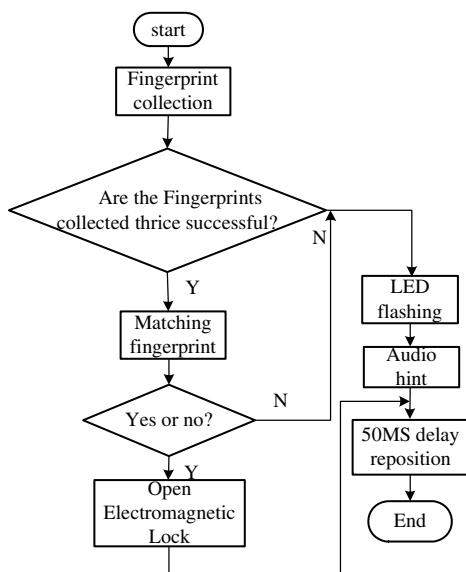 start
Fingerprint
collection
Are the Fingerprints
collected thrice successful?
N
Y
LED
flashing
Matching
fingerprint
Audio
hint
Yes or no?
N
50MS delay
reposition
Y
Open
Electromagnetic
Lock
End